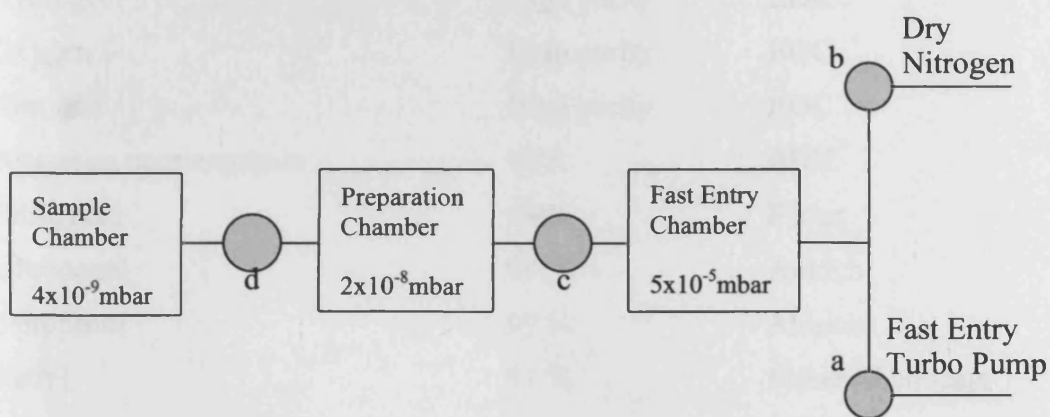 Dry
Nitrogen
b
Sample
Chamber
4x10⁻⁹mbar
d
Preparation
Chamber
2x10⁻⁸mbar
c
Fast Entry
Chamber
5x10⁻⁵mbar
a
Fast Entry
Turbo Pump